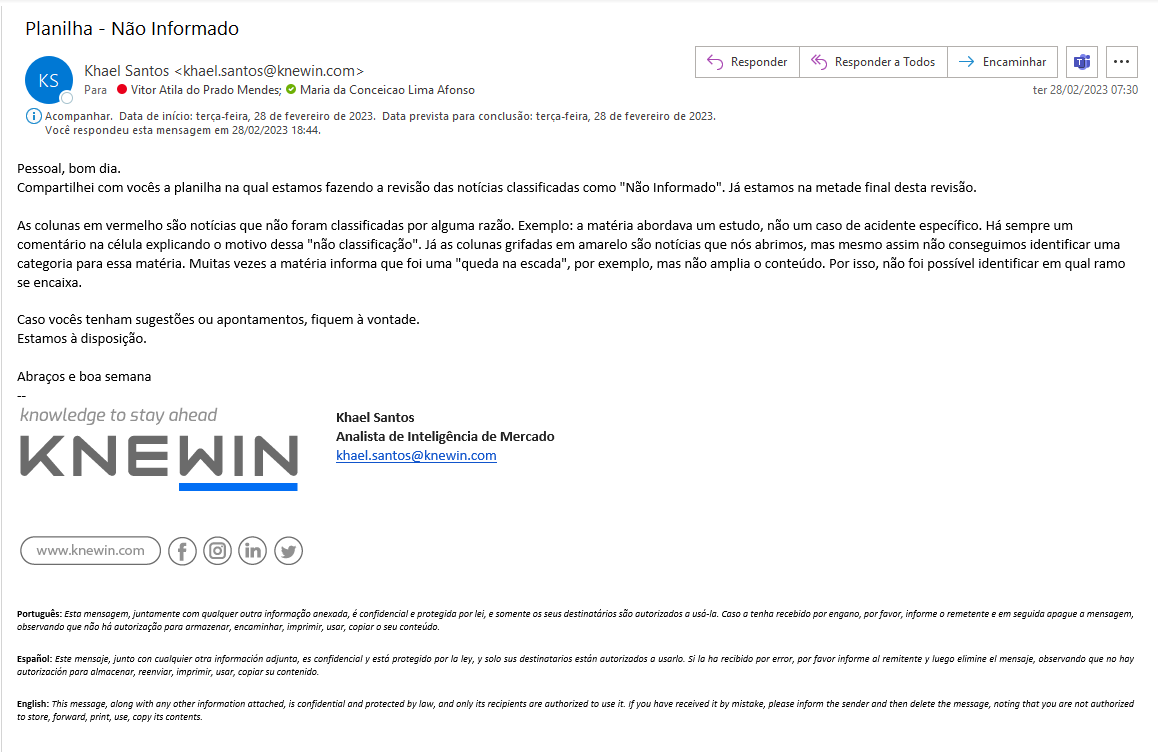 Planilha - Não Informado
KS
Khael Santos <khael.santos@knewin.com>
Responder
Responder a Todos
Encaminhar
Para Vitor Atila do Prado Mendes; Maria da Conceicao Lima Afonso
ter 28/02/2023 07:30
Acompanhar. Data de início: terça-feira, 28 de fevereiro de 2023. Data prevista para conclusão: terça-feira, 28 de fevereiro de 2023.
Você respondeu esta mensagem em 28/02/2023 18:44.
Pessoal, bom dia.
Compartilhei com vocês a planilha na qual estamos fazendo a revisão das notícias classificadas como "Não Informado". Já estamos na metade final desta revisão.
As colunas em vermelho são notícias que não foram classificadas por alguma razão. Exemplo: a matéria abordava um estudo, não um caso de acidente específico. Há sempre um
comentário na célula explicando o motivo dessa "não classificação". Já as colunas grifadas em amarelo são notícias que nós abrimos, mas mesmo assim não conseguimos identificar uma
categoria para essa matéria. Muitas vezes a matéria informa que foi uma "queda na escada", por exemplo, mas não amplia o conteúdo. Por isso, não foi possível identificar em qual ramo
se encaixa.
Caso vocês tenham sugestões ou apontamentos, fiquem à vontade.
Estamos à disposição.
Abraços e boa semana
--
knowledge to stay ahead
KNEWIN
Khael Santos
Analista de Inteligência de Mercado
khael.santos@knewin.com
www.knewin.com
Português: Esta mensagem, juntamente com qualquer outra informação anexada, é confidencial e protegida por lei, e somente os seus destinatários são autorizados a usá-la. Caso a tenha recebido por engano, por favor, informe o remetente e em seguida apague a mensagem,
observando que não há autorização para armazenar, encaminhar, imprimir, usar, copiar o seu conteúdo.
Español: Este mensaje, junto con cualquier otra información adjunta, es confidencial y está protegido por la ley, y solo sus destinatarios están autorizados a usarlo. Si la ha recibido por error, por favor informe al remitente y luego elimine el mensaje, observando que no hay
autorización para almacenar, reenviar, imprimir, usar, copiar su contenido.
English: This message, along with any other information attached, is confidential and protected by law, and only its recipients are authorized to use it. If you have received it by mistake, please inform the sender and then delete the message, noting that you are not authorized
to store, forward, print, use, copy its contents.